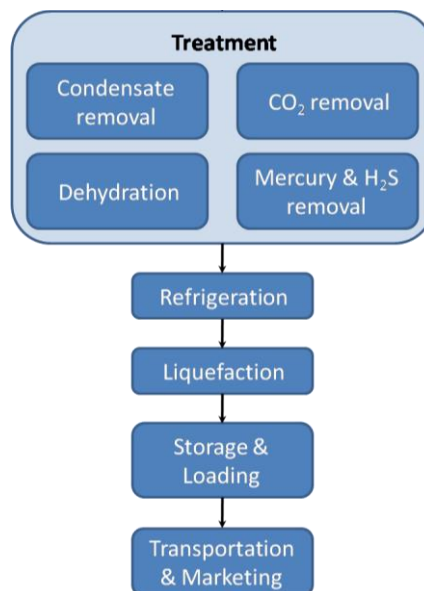 Treatment
Condensate
removal
CO₂ removal
Dehydration
Mercury & H₂S
removal
Refrigeration
Liquefaction
Storage &
Loading
Transportation
& Marketing